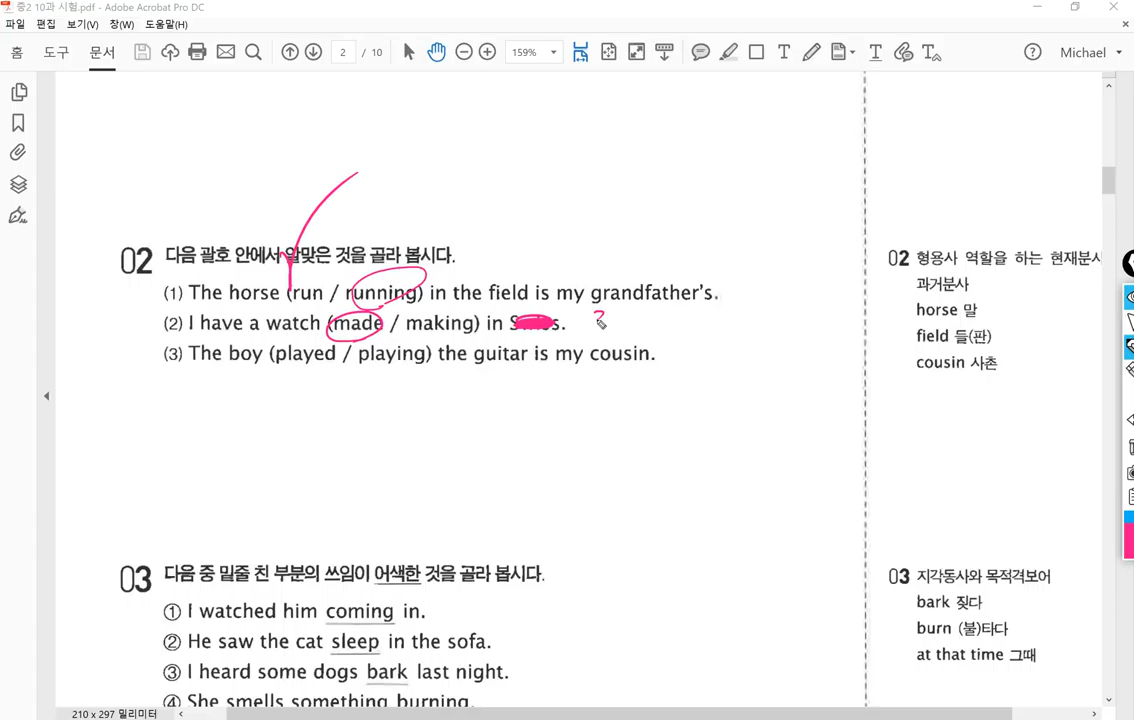 중2 10과 시험.pdf - Adobe Acrobat Pro DC
파일 편집 보기(V) 창(W) 도움말(H)
홈 도구 문서 2 / 10 159% Michael
02 다음 괄호 안에서 알맞은 것을 골라 봅시다.
(1) The horse (run / running) in the field is my grandfather's.
(2) I have a watch (made / making) in
?
(3) The boy (played / playing) the guitar is my cousin.
02 형용사 역할을 하는 현재분사
과거분사
horse 말
field 들(판)
cousin 사촌
03 다음 중 밑줄 친 부분의 쓰임이 어색한 것을 골라 봅시다.
① I watched him coming in.
② He saw the cat sleep in the sofa.
③ I heard some dogs bark last night.
④ She smells something burning.
03 지각동사와 목적격보어
bark 짖다
burn (불)타다
at that time 그때
210 x 297 밀리미터